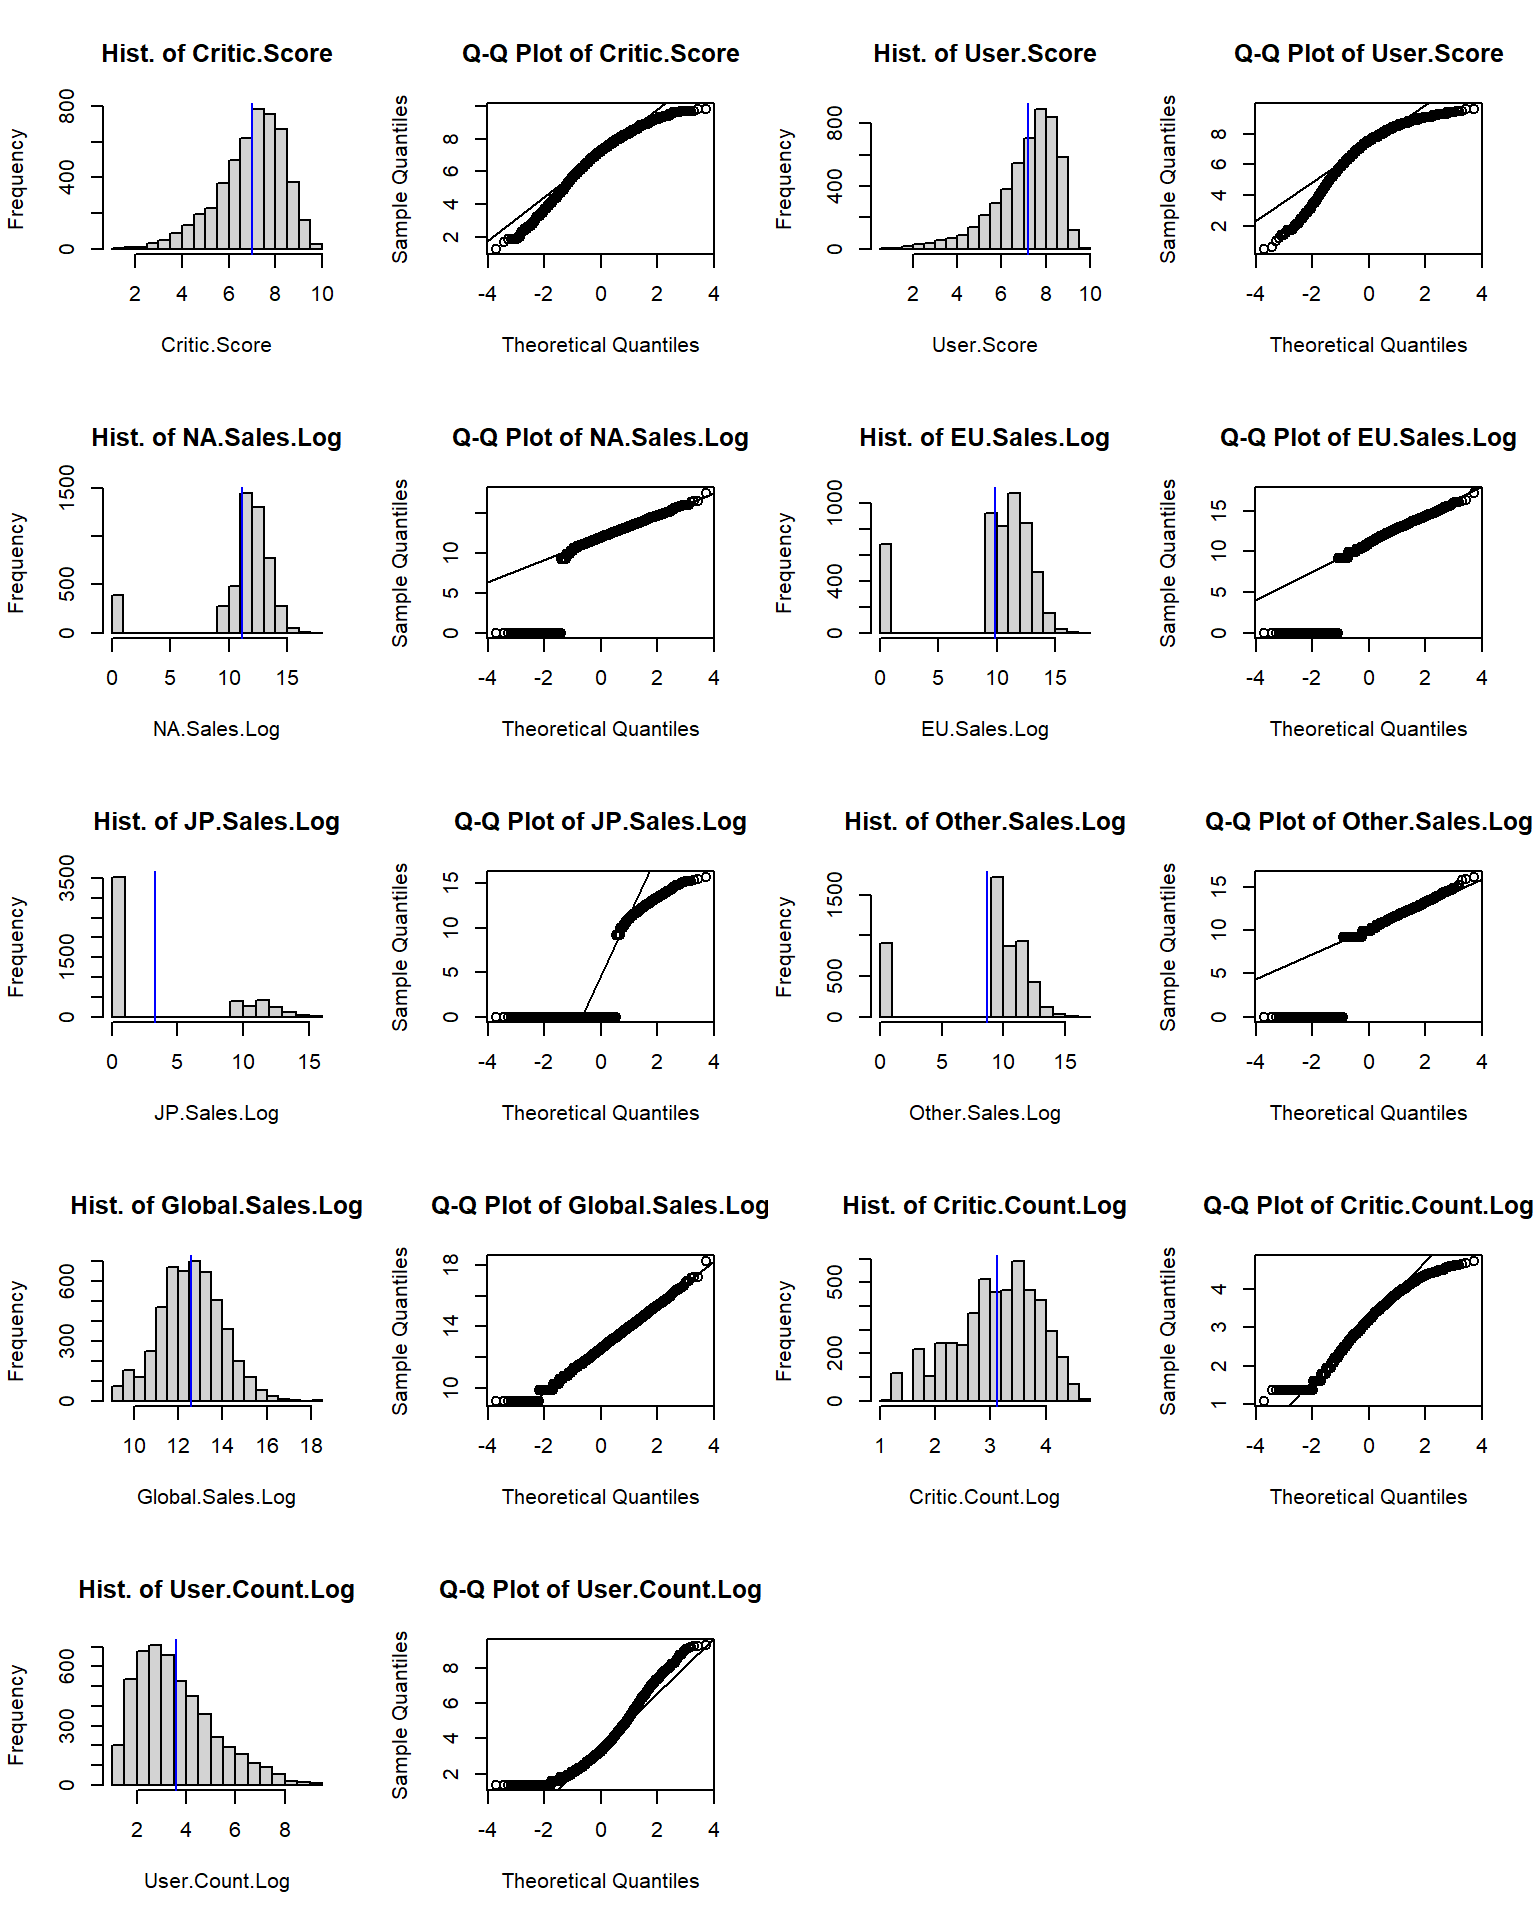 Hist. of Critic.Score
Frequency
0 400 800
2 4 6 8 10
Critic.Score
Q-Q Plot of Critic.Score
Sample Quantiles
2 4 6 8
-4 -2 0 2 4
Theoretical Quantiles
Hist. of User.Score
Frequency
0 400 800
2 4 6 8 10
User.Score
Q-Q Plot of User.Score
Sample Quantiles
2 4 6 8
-4 -2 0 2 4
Theoretical Quantiles
Hist. of NA.Sales.Log
Frequency
0 500 1500
0 5 10 15
NA.Sales.Log
Q-Q Plot of NA.Sales.Log
Sample Quantiles
0 5 10
-4 -2 0 2 4
Theoretical Quantiles
Hist. of EU.Sales.Log
Frequency
0 400 1000
0 5 10 15
EU.Sales.Log
Q-Q Plot of EU.Sales.Log
Sample Quantiles
0 5 10 15
-4 -2 0 2 4
Theoretical Quantiles
Hist. of JP.Sales.Log
Frequency
0 1500 3500
0 5 10 15
JP.Sales.Log
Q-Q Plot of JP.Sales.Log
Sample Quantiles
0 5 10 15
-4 -2 0 2 4
Theoretical Quantiles
Hist. of Other.Sales.Log
Frequency
0 500 1500
0 5 10 15
Other.Sales.Log
Q-Q Plot of Other.Sales.Log
Sample Quantiles
0 5 10 15
-4 -2 0 2 4
Theoretical Quantiles
Hist. of Global.Sales.Log
Frequency
0 300 600
10 12 14 16 18
Global.Sales.Log
Q-Q Plot of Global.Sales.Log
Sample Quantiles
10 14 18
-4 -2 0 2 4
Theoretical Quantiles
Hist. of Critic.Count.Log
Frequency
0 200 500
1 2 3 4
Critic.Count.Log
Q-Q Plot of Critic.Count.Log
Sample Quantiles
1 2 3 4
-4 -2 0 2 4
Theoretical Quantiles
Hist. of User.Count.Log
Frequency
0 300 600
2 4 6 8
User.Count.Log
Q-Q Plot of User.Count.Log
Sample Quantiles
2 4 6 8
-4 -2 0 2 4
Theoretical Quantiles